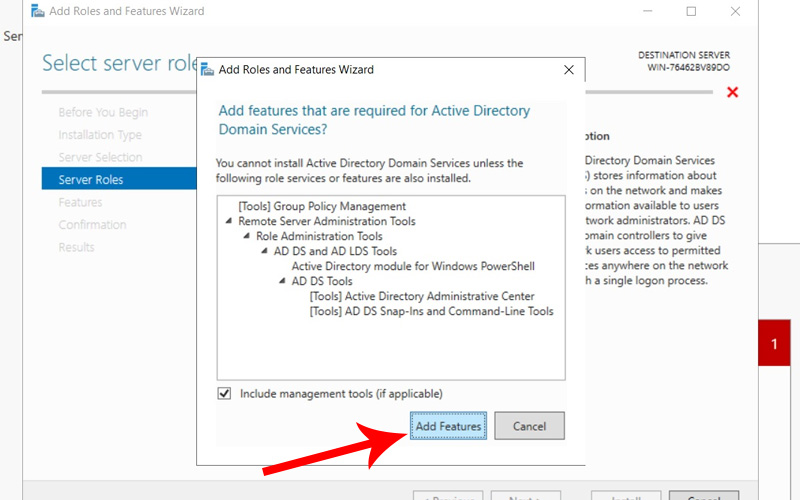 Add Roles and Features Wizard
Ser
Select server role
DESTINATION SERVER
WIN-76462BV89DO
Before You Begin
Installation Type
Server Selection
Server Roles
Features
Confirmation
Results
Add Roles and Features Wizard
Add features that are required for Active Directory
Domain Services?
You cannot install Active Directory Domain Services unless the
following role services or features are also installed.
[Tools] Group Policy Management
Remote Server Administration Tools
Role Administration Tools
AD DS and AD LDS Tools
Active Directory module for Windows PowerShell
AD DS Tools
[Tools] Active Directory Administrative Center
[Tools] AD DS Snap-Ins and Command-Line Tools
Include management tools (if applicable)
Add Features
Cancel
ption
Directory Domain Services
) stores information about
s on the network and makes
ormation available to users
twork administrators. AD DS
omain controllers to give
k users access to permitted
ces anywhere on the network
h a single logon process.
1
< Previous
Next >
Install
Cancel